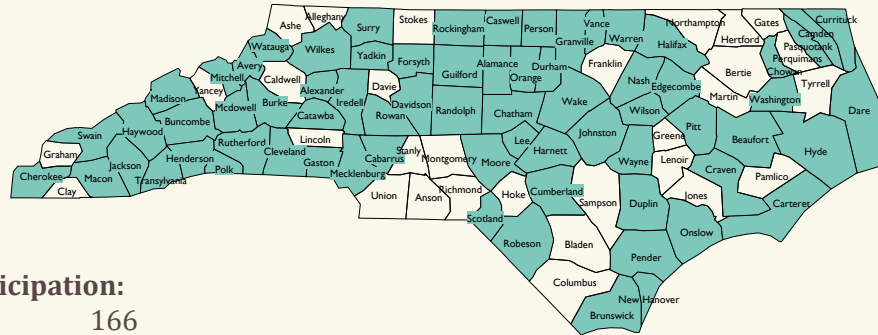 Ashe
Alleghany
Surry
Stokes
Rockingham
Caswell
Person
Vance
Granville
Warren
Northampton
Gates
Currituck
Camden
Pasquotank
Perquimans
Hertford
Halifax
Watauga
Wilkes
Yadkin
Forsyth
Guilford
Alamance
Orange
Durham
Franklin
Nash
Edgecombe
Bertie
Chowan
Avery
Mitchell
Caldwell
Yancey
Alexander
Davie
Iredell
Davidson
Randolph
Chatham
Wake
Wilson
Martin
Washington
Tyrrell
Dare
Madison
Mcdowell
Burke
Catawba
Rowan
Buncombe
Haywood
Swain
Graham
Cherokee
Clay
Macon
Jackson
Transylvania
Henderson
Polk
Rutherford
Cleveland
Lincoln
Gaston
Mecklenburg
Cabarrus
Stanly
Montgomery
Moore
Lee
Harnett
Johnston
Wayne
Greene
Lenoir
Pitt
Beaufort
Hyde
Craven
Pamlico
Jones
Carteret
Onslow
Duplin
Sampson
Cumberland
Hoke
Scotland
Richmond
Anson
Union
Robeson
Bladen
Columbus
Pender
New Hanover
Brunswick
icipation:
166